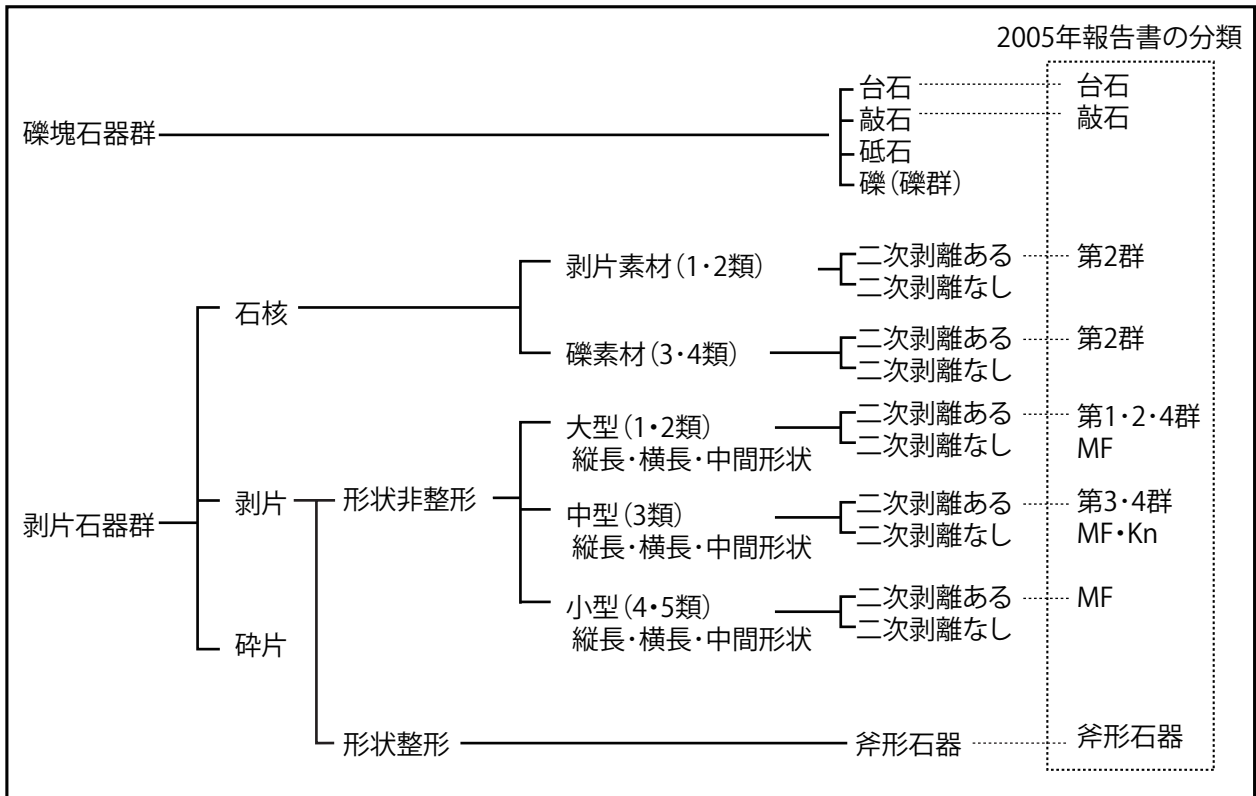 2005年報告書の分類
礫塊石器群
台石
台石
敲石
敲石
砥石
礫(礫群)
剥片石器群
石核
剥片素材(1・2類)
二次剥離ある
第2群
二次剥離なし
礫素材(3・4類)
二次剥離ある
第2群
二次剥離なし
剥片
形状非整形
大型(1・2類)
縦長・横長・中間形状
二次剥離ある
第1・2・4群
二次剥離なし
MF
中型(3類)
縦長・横長・中間形状
二次剥離ある
第3・4群
二次剥離なし
MF・Kn
小型(4・5類)
縦長・横長・中間形状
二次剥離ある
MF
二次剥離なし
砕片
形状整形
斧形石器
斧形石器